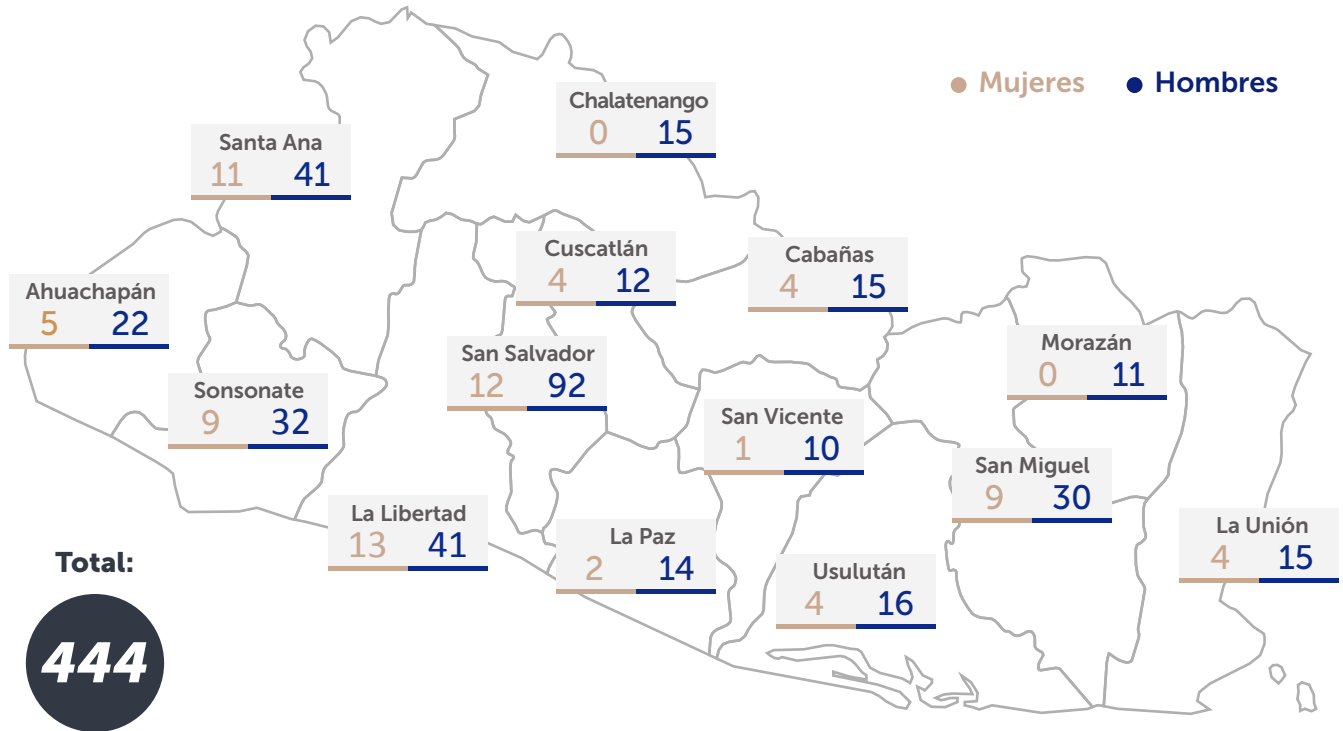 Mujeres Hombres
Chalatenango
0 15
Santa Ana
11 41
Cuscatlán
4 12
Cabañas
4 15
Ahuachapán
5 22
Morazán
0 11
San Salvador
12 92
Sonsonate
9 32
San Vicente
1 10
San Miguel
9 30
La Libertad
13 41
La Paz
2 14
La Unión
4 15
Usulután
4 16
Total:
444